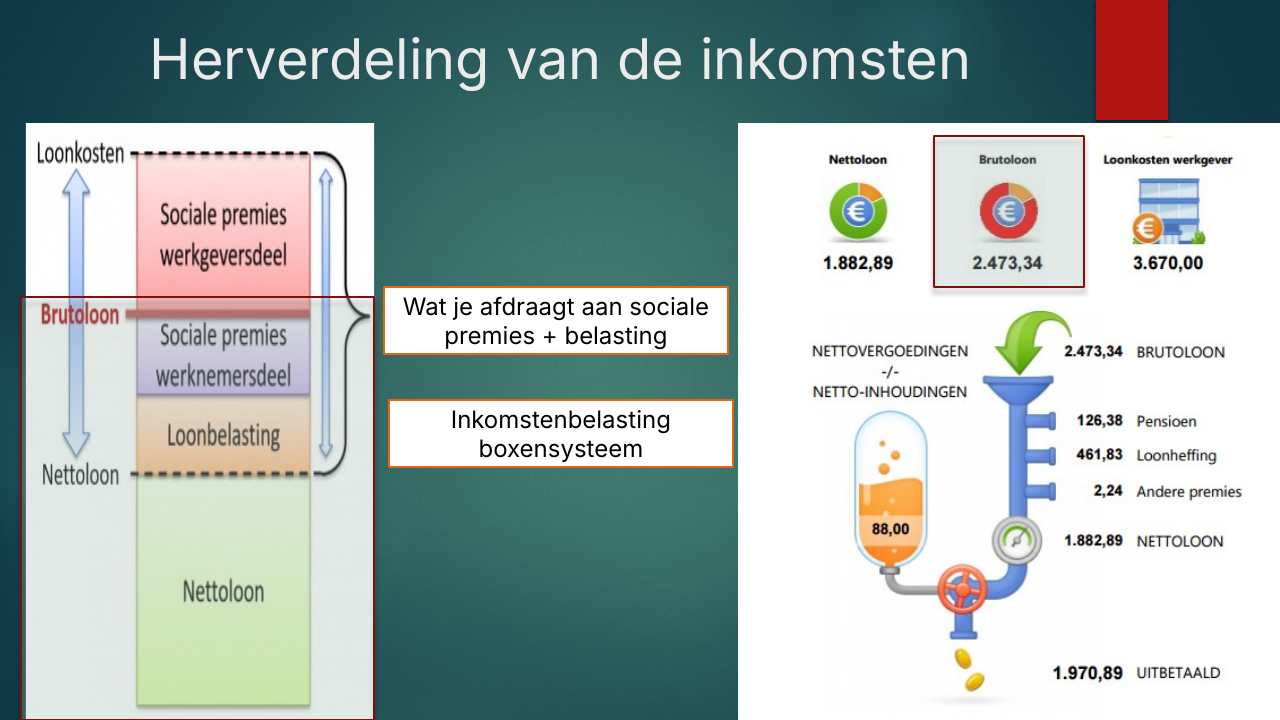 Herverdeling van de inkomsten
Loonkosten
Sociale premies
werkgeversdeel
Brutoloon
Sociale premies
werknemersdeel
Loonbelasting
Nettoloon
Nettoloon
Wat je afdraagt aan sociale
premies + belasting
Inkomstenbelasting
boxensysteem
Nettoloon
1.882,89
Brutoloon
2.473,34
Loonkosten werkgever
3.670,00
NETTOVERGOEDINGEN
-/-
NETTO-INHOUDINGEN
88,00
2.473,34 BRUTOLOON
126,38 Pensioen
461,83 Loonheffing
2,24 Andere premies
1.882,89 NETTOLOON
1.970,89 UITBETAALD